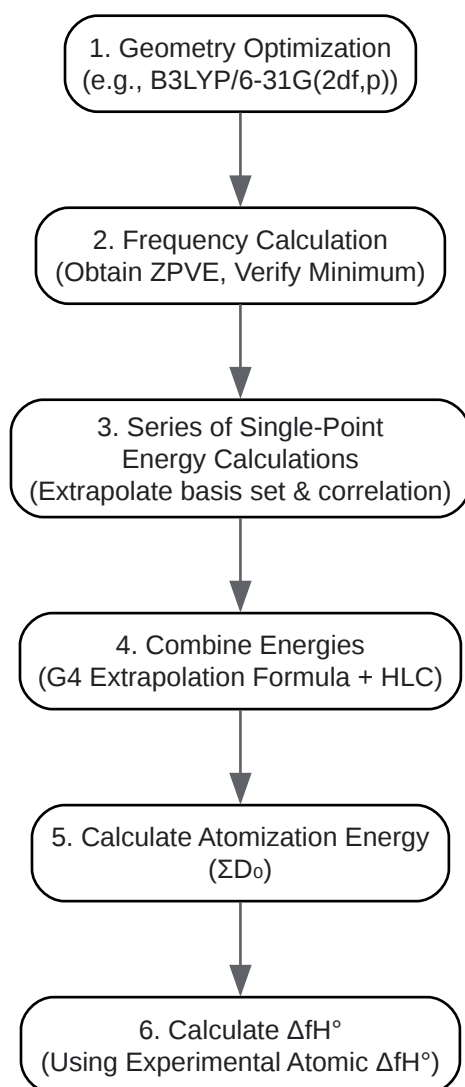 1. Geometry Optimization
(e.g., B3LYP/6-31G(2df,p))
2. Frequency Calculation
(Obtain ZPVE, Verify Minimum)
3. Series of Single-Point
Energy Calculations
(Extrapolate basis set & correlation)
4. Combine Energies
(G4 Extrapolation Formula + HLC)
5. Calculate Atomization Energy
(ΣD₀)
6. Calculate ΔfH°
(Using Experimental Atomic ΔfH°)